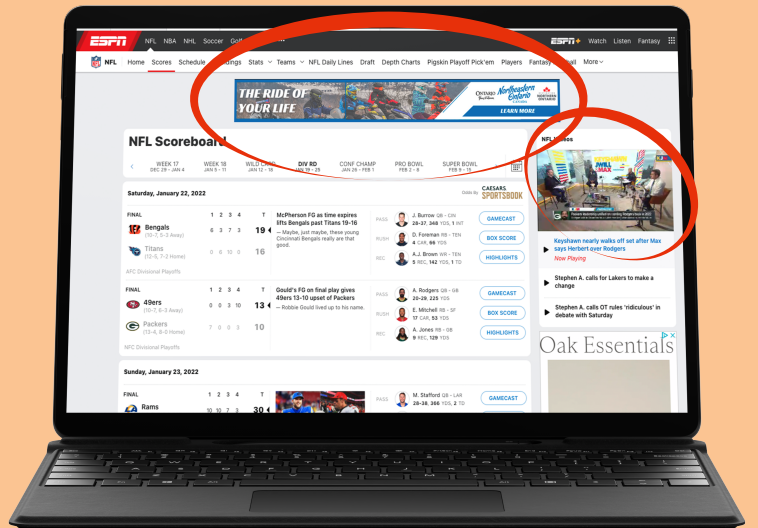 ESPN NFL NBA NHL Soccer Golf ESPN+ Watch Listen Fantasy
NFL Home Scores Schedule Stats Teams NFL Daily Lines Draft Depth Charts Pigskin Playoff Pick'em Players More
THE RIDE OF
YOUR LIFE
ONTARIO Northeastern Ontario NORTHERN ONTARIO
LEARN MORE
NFL Scoreboard
WEEK 17 WEEK 18 WILD CARD DIV RD CONF CHAMP PRO BOWL SUPER BOWL
DEC 29 - JAN 4 JAN 5 - 11 JAN 12 - 18 JAN 19 - 25 JAN 26 - FEB 1 FEB 2 - 8 FEB 9 - 15
Saturday, January 22, 2022
Odds By CAESARS SPORTSBOOK
FINAL 1 2 3 4 T
Bengals 6 3 7 3 19
(10-7, 5-3 Away)
Titans 0 6 10 0 16
(12-5, 7-2 Home)
AFC Divisional Playoffs
McPherson FG as time expires
lifts Bengals past Titans 19-16
— Maybe, just maybe, these young
Cincinnati Bengals really are that
good.
PASS J. Burrow QB - CIN
28-37, 348 YDS, 1 INT
RUSH D. Foreman RB - TEN
4 CAR, 66 YDS
REC A.J. Brown WR - TEN
5 REC, 142 YDS, 1 TD
GAMECAST
BOX SCORE
HIGHLIGHTS
FINAL 1 2 3 4 T
49ers 0 0 3 10 13
(10-7, 6-3 Away)
Packers 7 0 0 3 10
(13-4, 8-0 Home)
NFC Divisional Playoffs
Gould's FG on final play gives
49ers 13-10 upset of Packers
— Robbie Gould lived up to his name.
PASS A. Rodgers QB - GB
20-29, 225 YDS
RUSH E. Mitchell RB - SF
17 CAR, 53 YDS
REC A. Jones RB - GB
9 REC, 129 YDS
GAMECAST
BOX SCORE
HIGHLIGHTS
Sunday, January 23, 2022
FINAL 1 2 3 4 T
Rams 10 10 7 3 30
PASS M. Stafford QB - LAR
28-38, 366 YDS, 2 TD
GAMECAST
NFL Videos
Keyshawn nearly walks off set after Max
says Herbert over Rodgers
Now Playing
Stephen A. calls for Lakers to make a
change
Stephen A. calls OT rules 'ridiculous' in
debate with Saturday
Oak Essentials